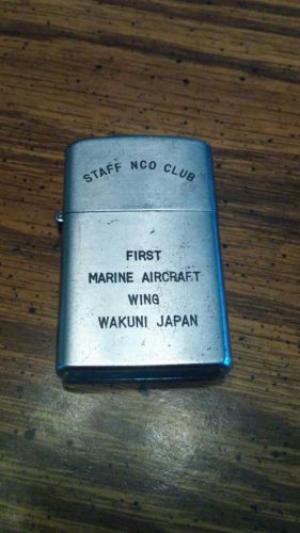 STAFF NCO CLUB
FIRST
MARINE AIRCRAFT
WING
WAKUNI JAPAN